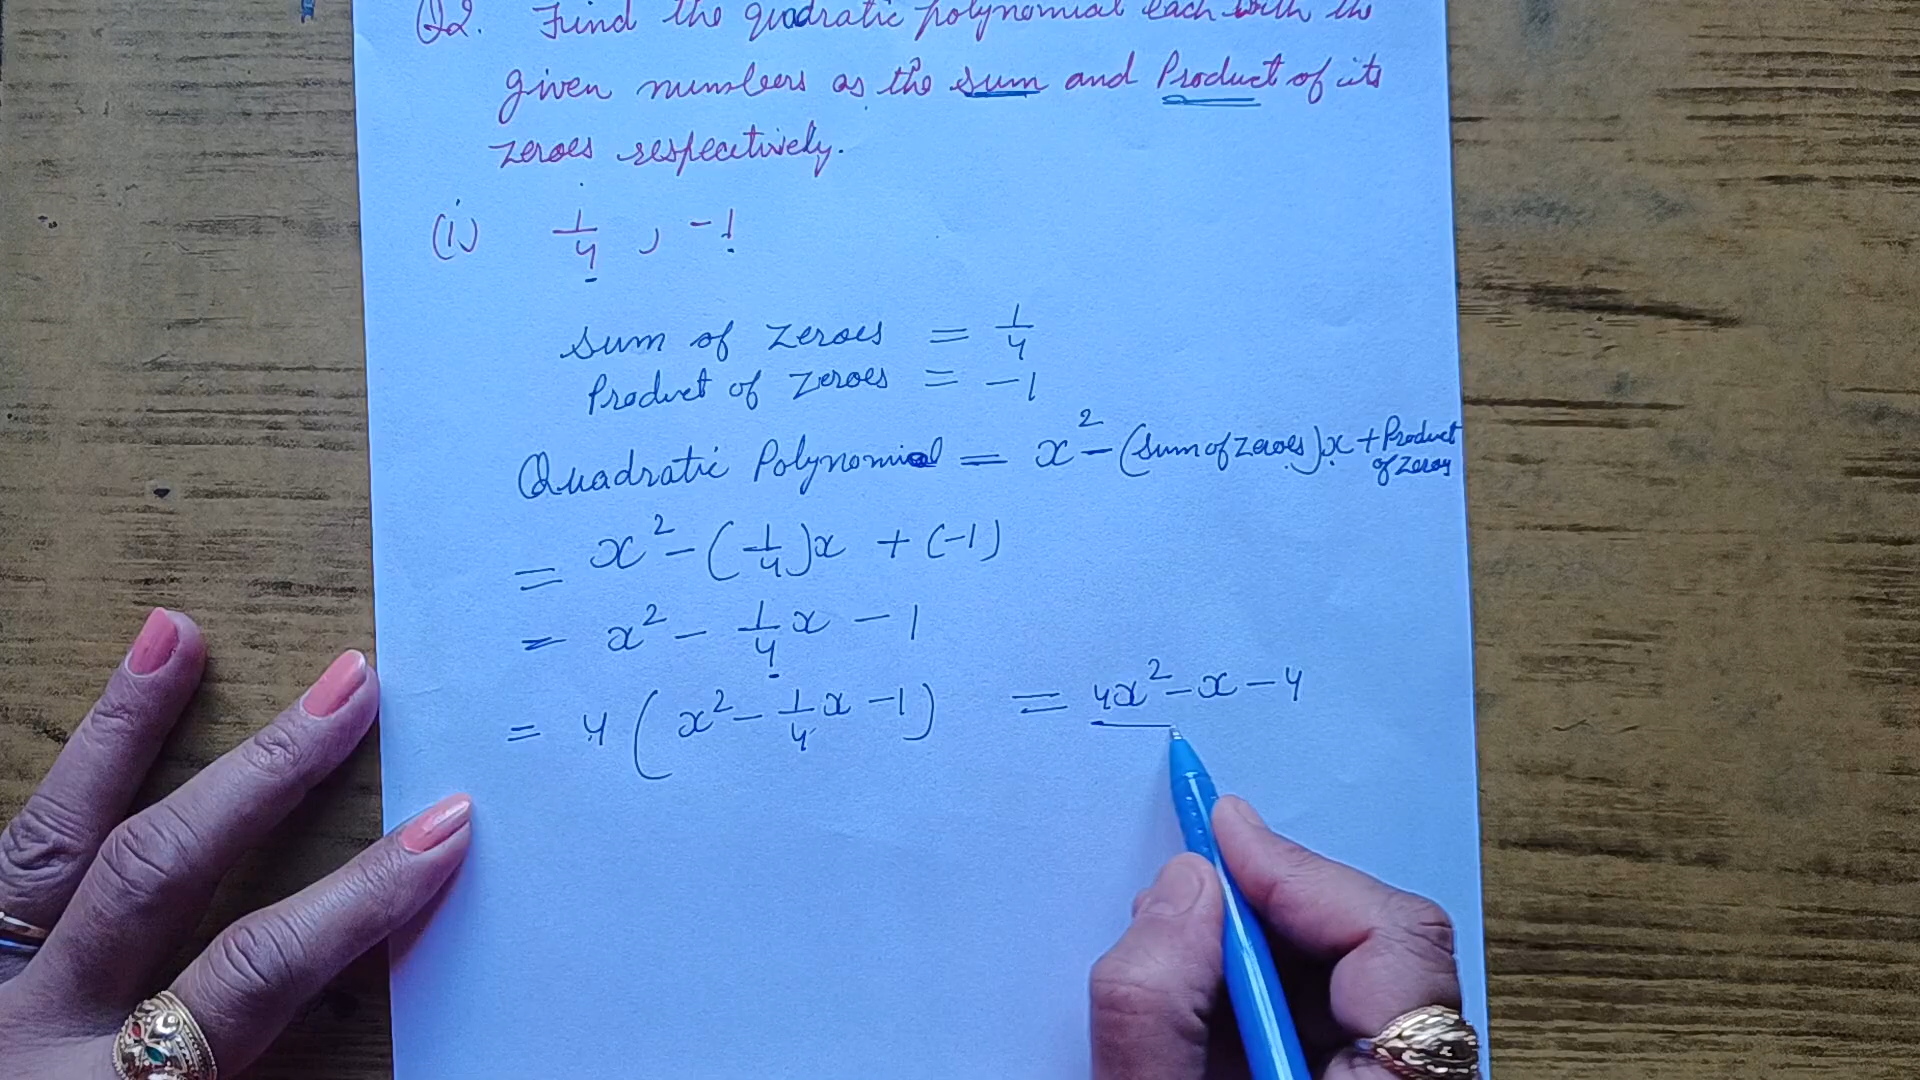 Q2. Find the quadratic polynomial each with the
given numbers as the sum and Product of its
zeroes respectively.
(i) 1/4 , -1
Sum of zeroes = 1/4
Product of zeroes = -1
Quadratic Polynomial = x² - (sum of zeroes)x + Product of zeroes
= x² - (1/4)x + (-1)
= x² - 1/4 x - 1
= 4(x² - 1/4 x - 1) = 4x² - x - 4